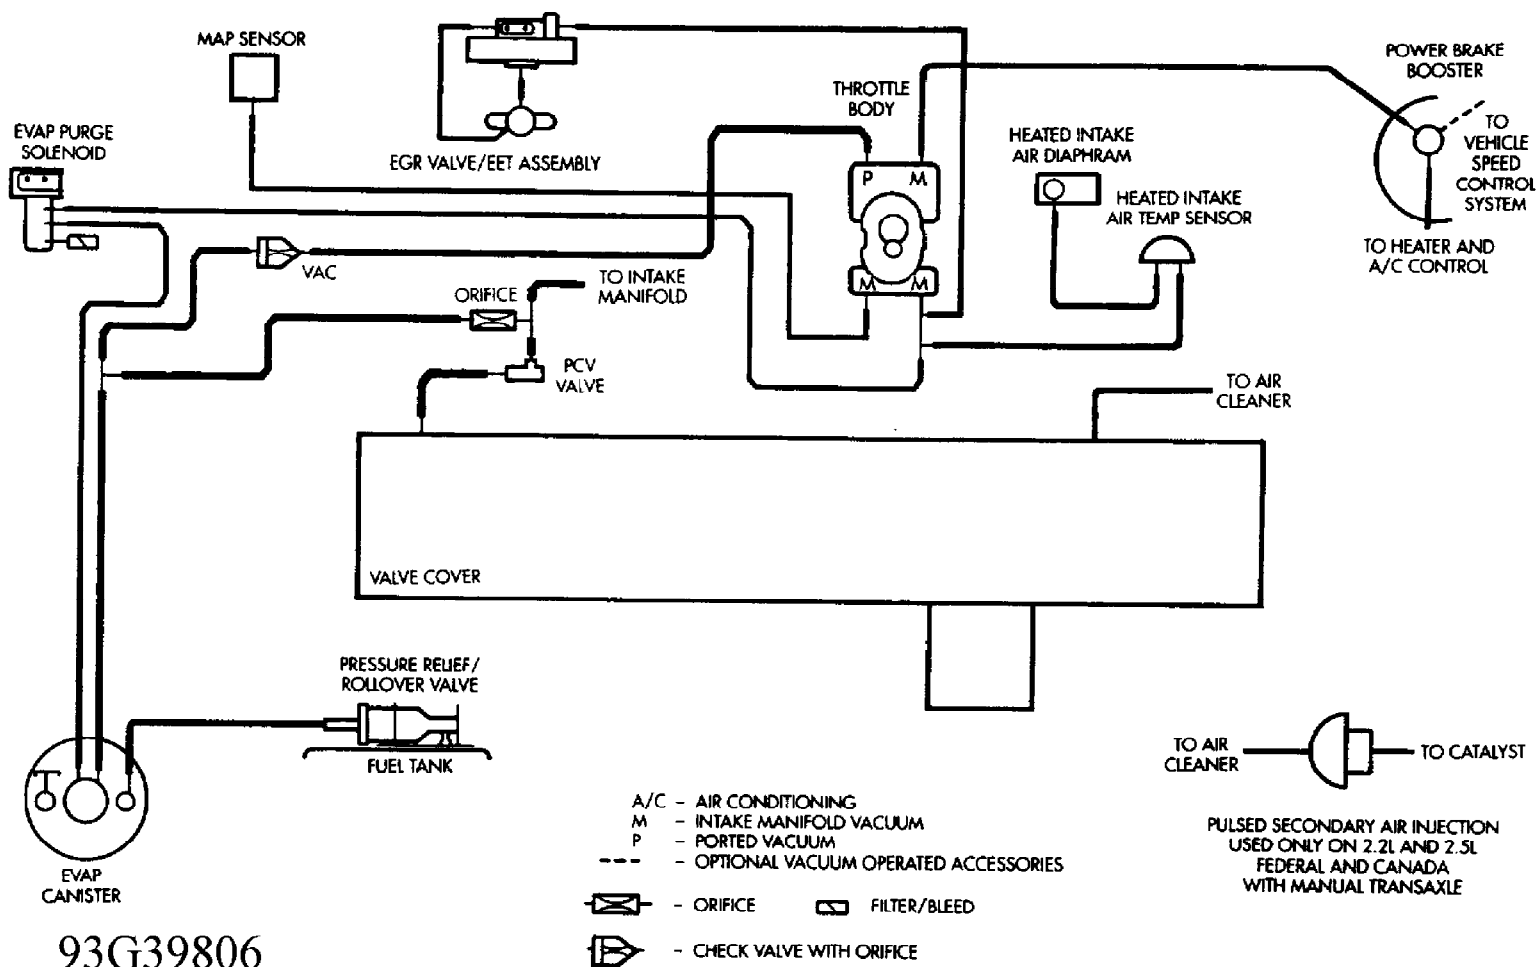 MAP SENSOR
EVAP PURGE
SOLENOID
EGR VALVE/EET ASSEMBLY
THROTTLE
BODY
POWER BRAKE
BOOSTER
TO
VEHICLE
SPEED
CONTROL
SYSTEM
HEATED INTAKE
AIR DIAPHRAM
HEATED INTAKE
AIR TEMP SENSOR
TO HEATER AND
A/C CONTROL
P M
M M
VAC
ORIFICE
TO INTAKE
MANIFOLD
PCV
VALVE
TO AIR
CLEANER
VALVE COVER
PRESSURE RELIEF/
ROLLOVER VALVE
FUEL TANK
T
EVAP
CANISTER
TO AIR
CLEANER
TO CATALYST
PULSED SECONDARY AIR INJECTION
USED ONLY ON 2.2L AND 2.5L
FEDERAL AND CANADA
WITH MANUAL TRANSAXLE
A/C - AIR CONDITIONING
M - INTAKE MANIFOLD VACUUM
P - PORTED VACUUM
- OPTIONAL VACUUM OPERATED ACCESSORIES
- ORIFICE
FILTER/BLEED
- CHECK VALVE WITH ORIFICE
93G39806